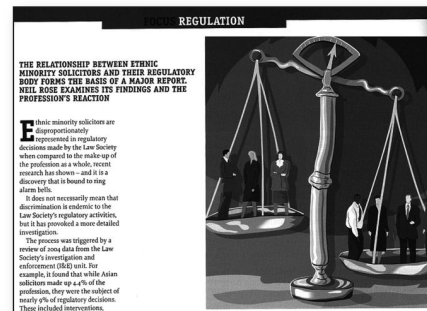 FOCUS REGULATION
THE RELATIONSHIP BETWEEN ETHNIC
MINORITY SOLICITORS AND THEIR REGULATORY
BODY FORMS THE BASIS OF A MAJOR REPORT.
NEIL ROSE EXAMINES ITS FINDINGS AND THE
PROFESSION'S REACTION
Ethnic minority solicitors are
disproportionately
represented in regulatory
decisions made by the Law Society
when compared to the make-up of
the profession as a whole, recent
research has shown – and it is a
discovery that is bound to ring
alarm bells.
It does not necessarily mean that
discrimination is endemic to the
Law Society's regulatory activities,
but it has provoked a more detailed
investigation.
The process was triggered by a
review of 2004 data from the Law
Society's investigation and
enforcement (I&E) unit. For
example, it found that while Asian
solicitors made up 4.4% of the
profession, they were the subject of
nearly 9% of regulatory decisions.
These included interventions,